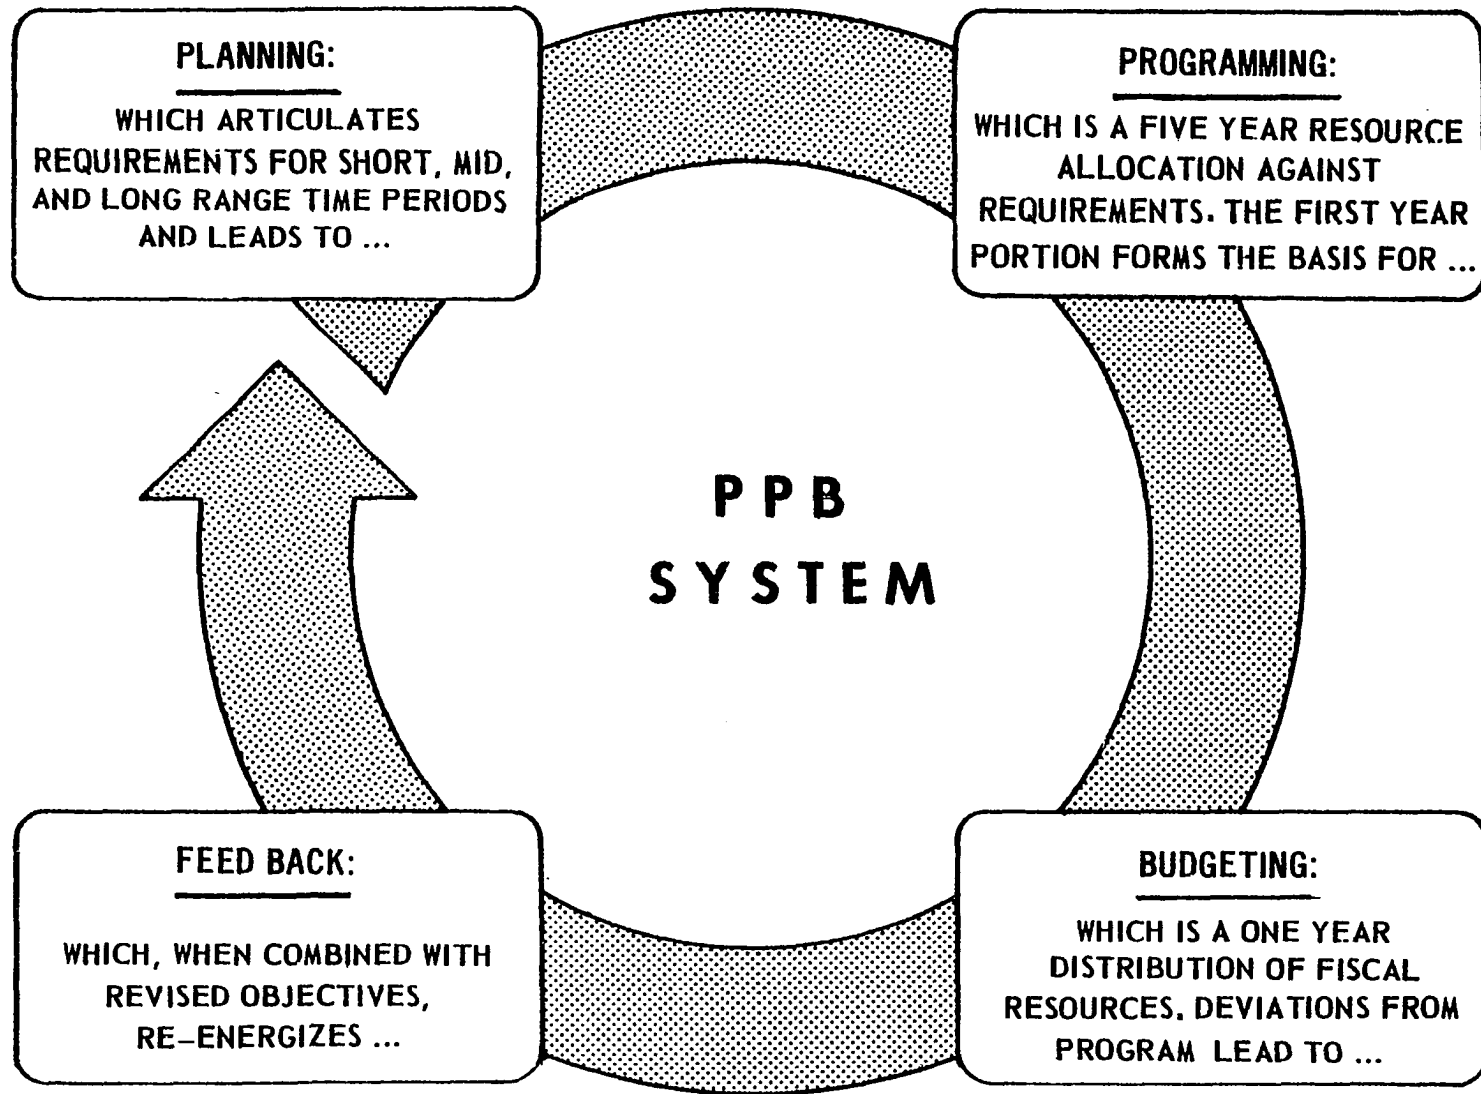 PLANNING:
WHICH ARTICULATES
REQUIREMENTS FOR SHORT, MID,
AND LONG RANGE TIME PERIODS
AND LEADS TO ...
PROGRAMMING:
WHICH IS A FIVE YEAR RESOURCE
ALLOCATION AGAINST
REQUIREMENTS. THE FIRST YEAR
PORTION FORMS THE BASIS FOR ...
PPB
SYSTEM
FEED BACK:
WHICH, WHEN COMBINED WITH
REVISED OBJECTIVES,
RE-ENERGIZES ...
BUDGETING:
WHICH IS A ONE YEAR
DISTRIBUTION OF FISCAL
RESOURCES. DEVIATIONS FROM
PROGRAM LEAD TO ...